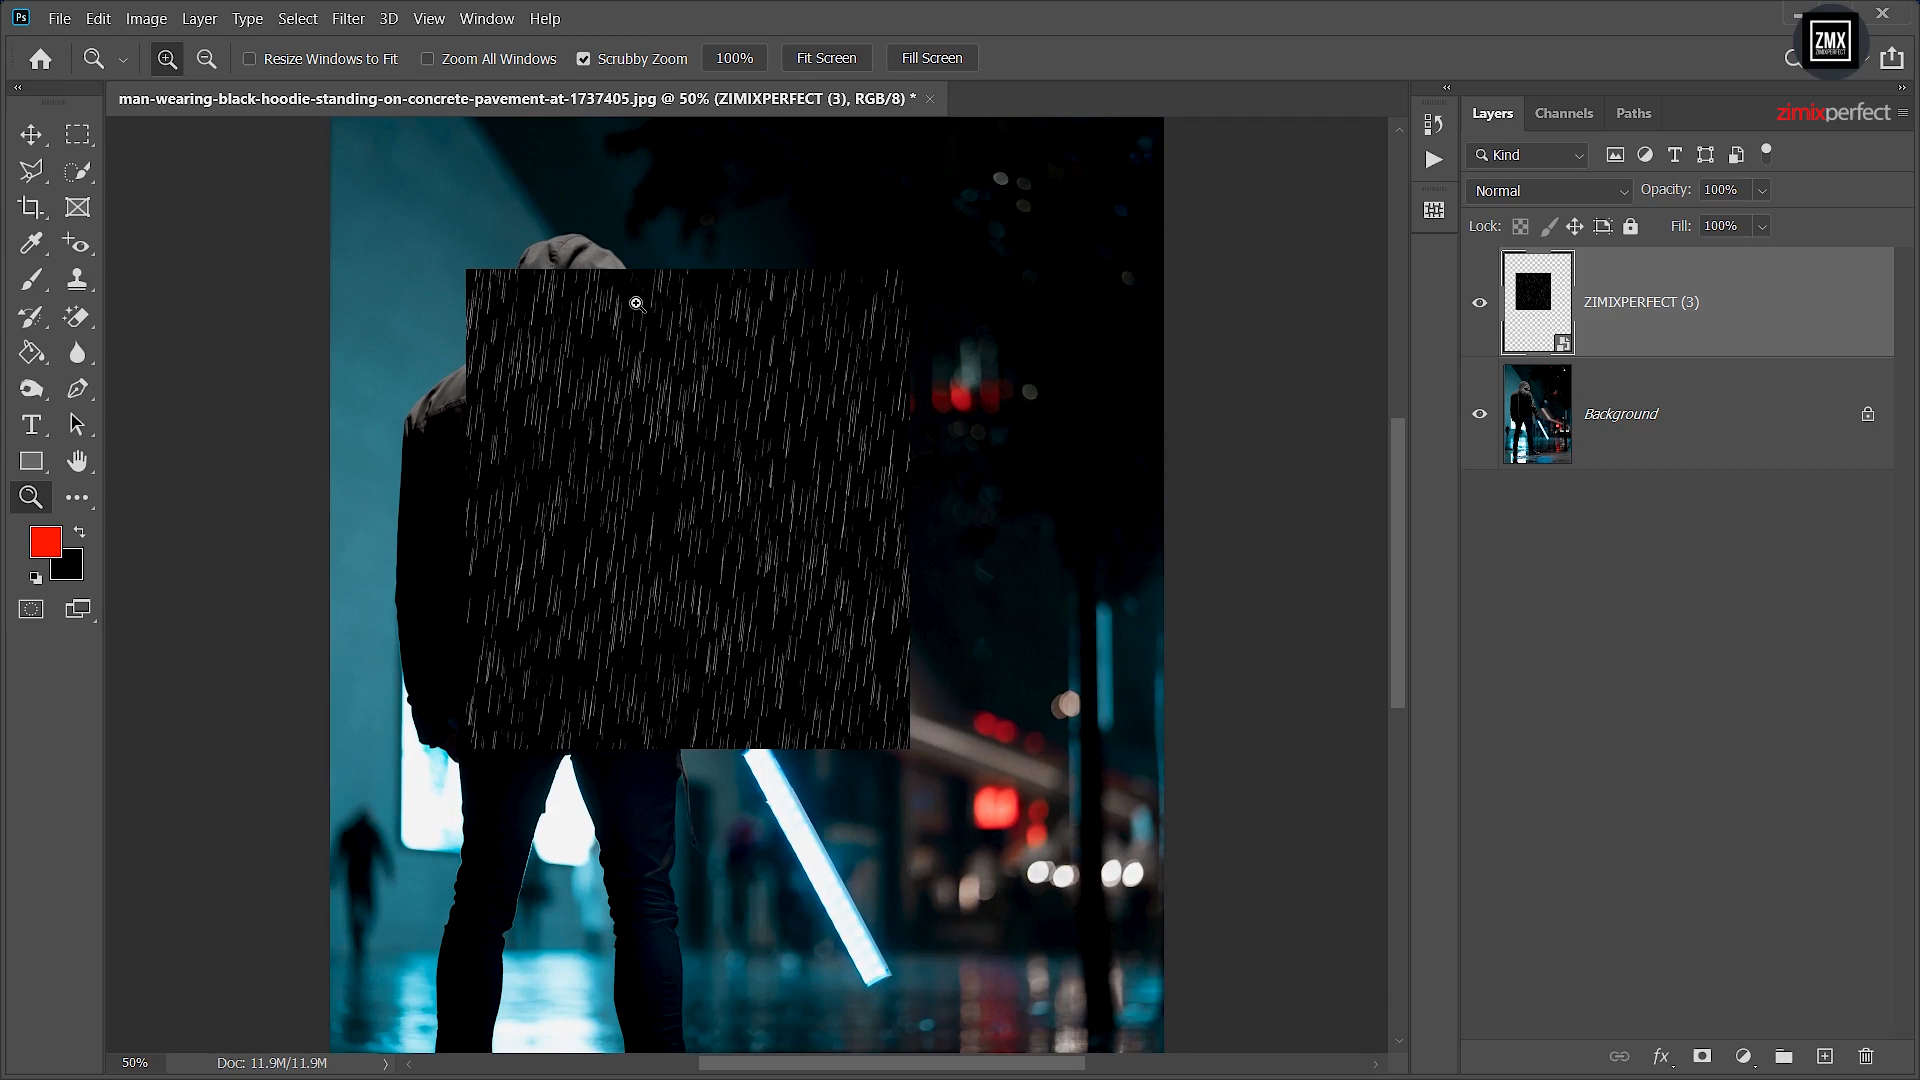 Ps File Edit Image Layer Type Select Filter 3D View Window Help
ZMX
ZIMIXPERFECT
Resize Windows to Fit Zoom All Windows Scrubby Zoom 100% Fit Screen Fill Screen
man-wearing-black-hoodie-standing-on-concrete-pavement-at-1737405.jpg @ 50% (ZIMIXPERFECT (3), RGB/8) *
Layers Channels Paths zimixperfect
Kind
Normal Opacity: 100%
Lock: Fill: 100%
ZIMIXPERFECT (3)
Background
50% Doc: 11.9M/11.9M
fx